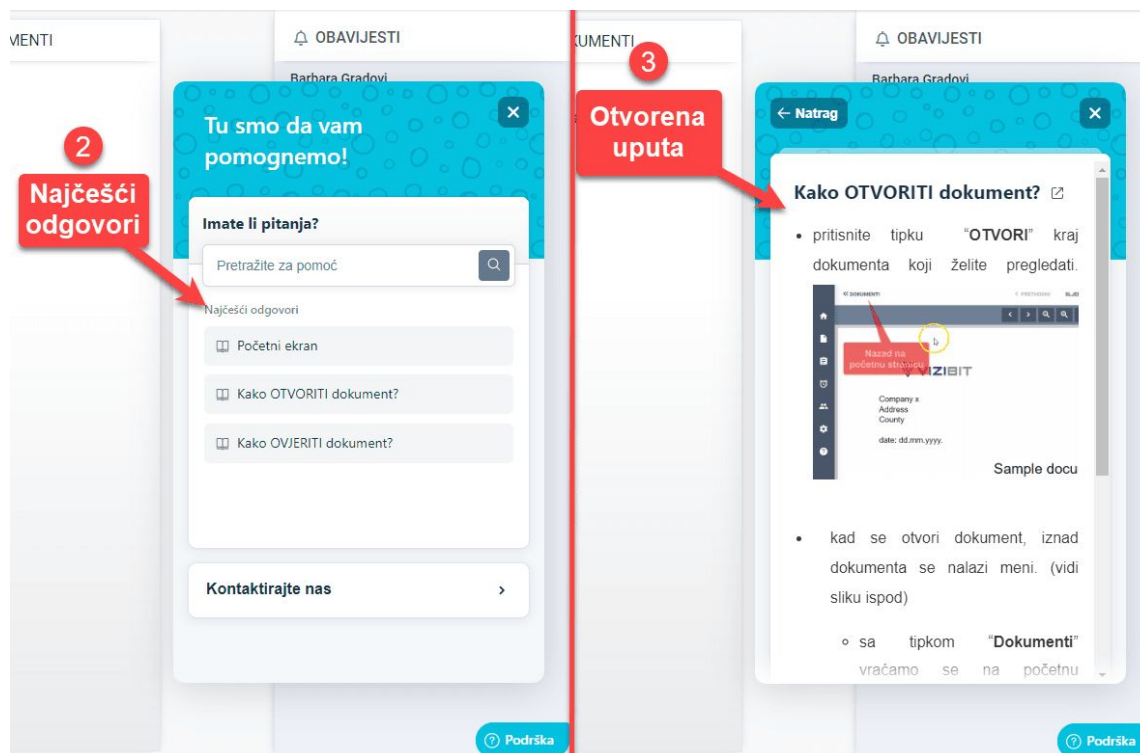 MENTI
OBAVIJESTI
Barbara Gradovi
2
Najčešći
odgovori
Tu smo da vam
pomognemo!
Imate li pitanja?
Pretražite za pomoć
Najčešći odgovori
Početni ekran
Kako OTVORITI dokument?
Kako OVJERITI dokument?
Kontaktirajte nas
Podrška
KUMENTI
OBAVIJESTI
Barbara Gradovi
3
Otvorena
uputa
Natrag
Kako OTVORITI dokument?
• pritisnite tipku “OTVORI” kraj
dokumenta koji želite pregledati.
DOKUMENTI
PRETHODNI
Nazad na
početnu stranicu
VIZIBIT
Company x
Address
County
date: dd.mm.yyyy.
Sample docu
• kad se otvori dokument, iznad
dokumenta se nalazi meni. (vidi
sliku ispod)
sa tipkom “Dokumenti”
vraćamo se na početnu
Podrška